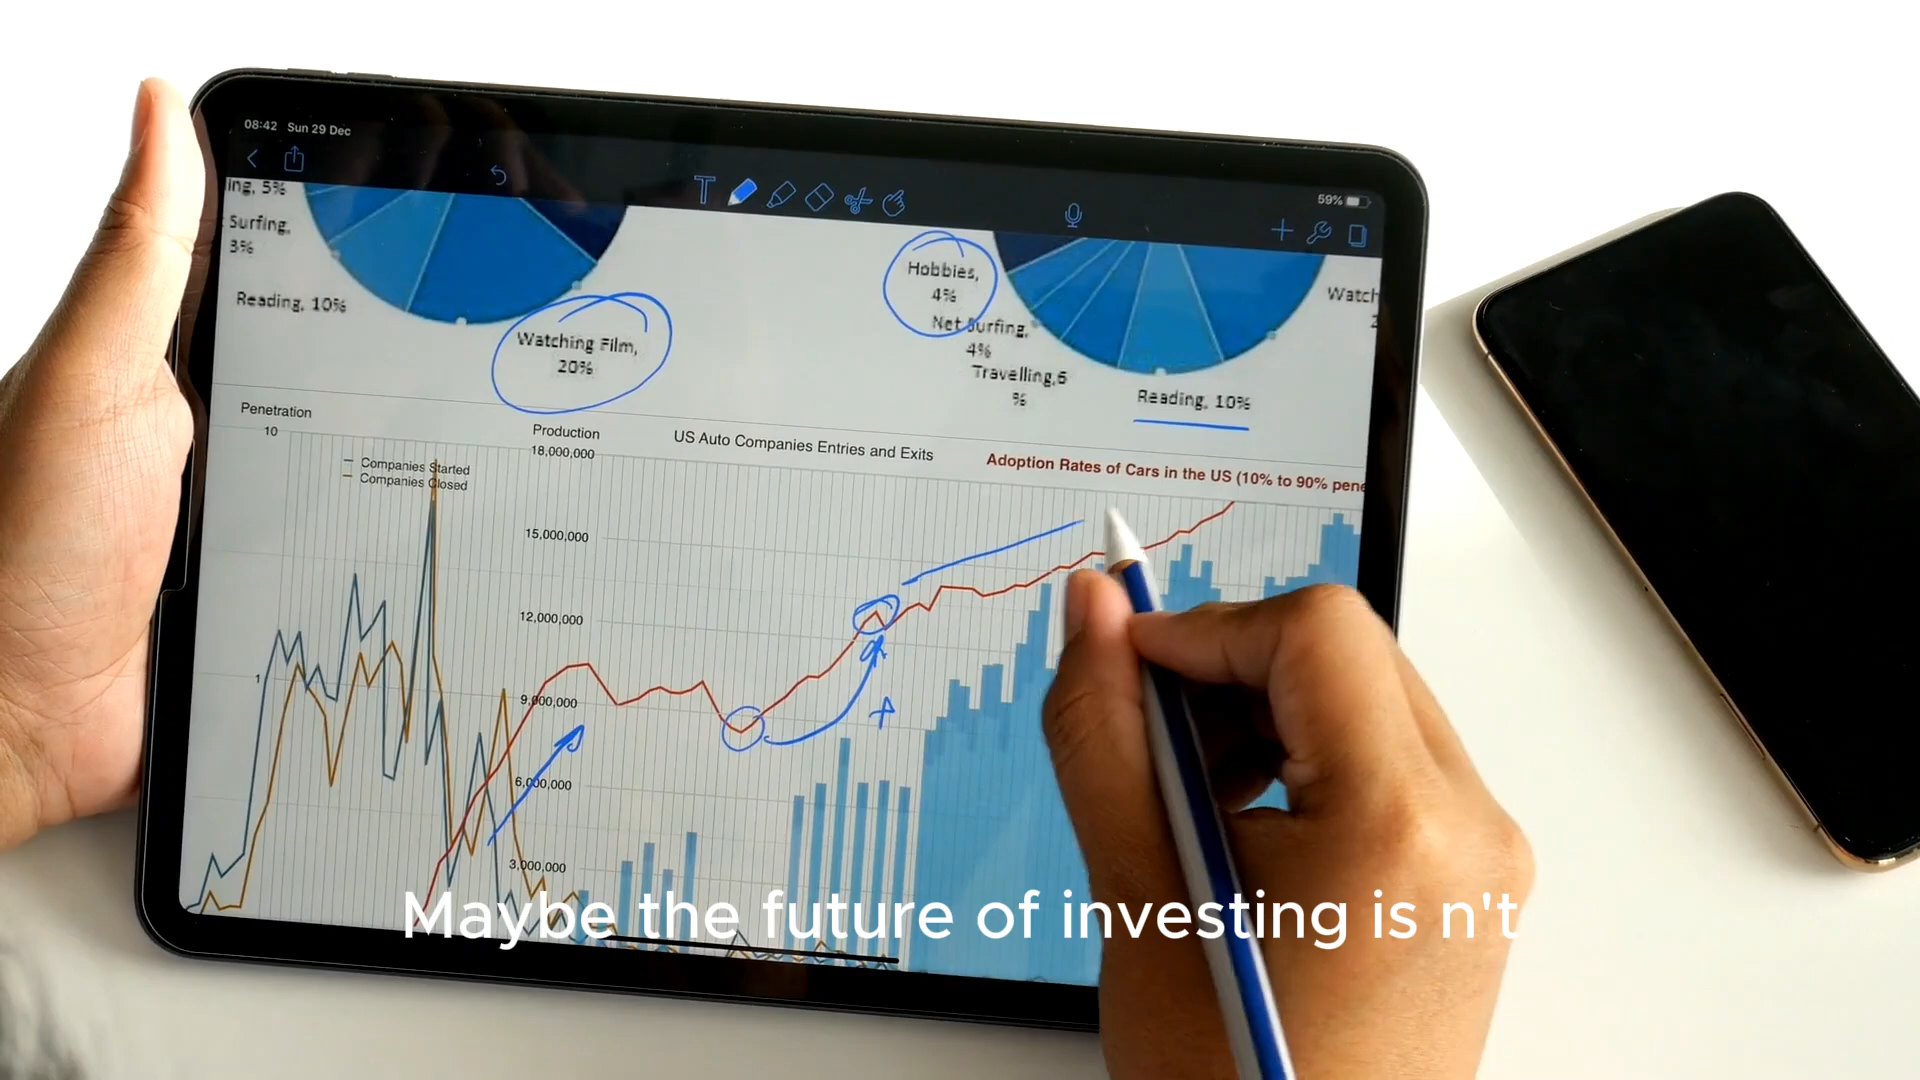 08:42 Sun 29 Dec
59%
ing, 5%
Surfing,
3%
Reading, 10%
Watching Film,
20%
Hobbies,
4%
Net Surfing,
4%
Travelling,6
%
Reading, 10%
Watch
Penetration
10
1
Companies Started
Companies Closed
Production
18,000,000
15,000,000
12,000,000
9,000,000
6,000,000
3,000,000
US Auto Companies Entries and Exits
Adoption Rates of Cars in the US (10% to 90% pene
Maybe the future of investing is n't